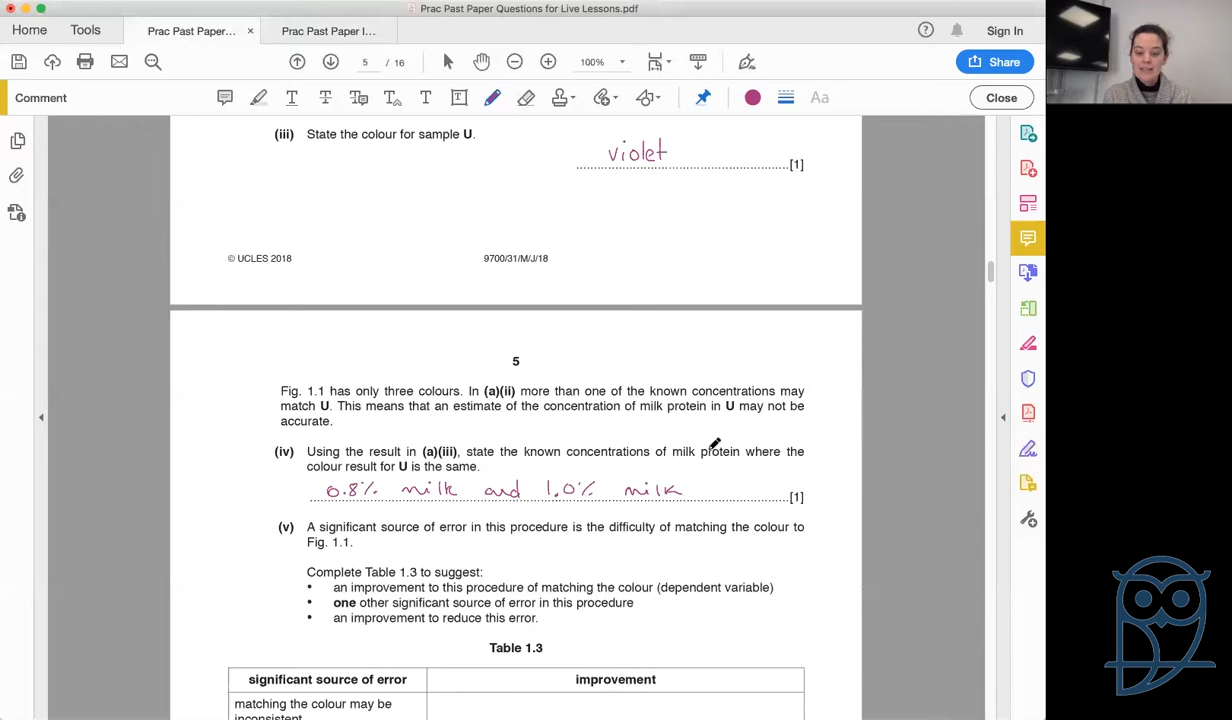 Prac Past Paper Questions for Live Lessons.pdf
Home Tools Prac Past Paper... × Prac Past Paper I... Sign In
5 / 16 100% Share
Comment Aa Close
(iii) State the colour for sample U.
violet
[1]
© UCLES 2018 9700/31/M/J/18
5
Fig. 1.1 has only three colours. In (a)(ii) more than one of the known concentrations may
match U. This means that an estimate of the concentration of milk protein in U may not be
accurate.
(iv) Using the result in (a)(iii), state the known concentrations of milk protein where the
colour result for U is the same.
0.8% milk and 1.0% milk
[1]
(v) A significant source of error in this procedure is the difficulty of matching the colour to
Fig. 1.1.
Complete Table 1.3 to suggest:
• an improvement to this procedure of matching the colour (dependent variable)
• one other significant source of error in this procedure
• an improvement to reduce this error.
Table 1.3
significant source of error improvement
matching the colour may be
inconsistent